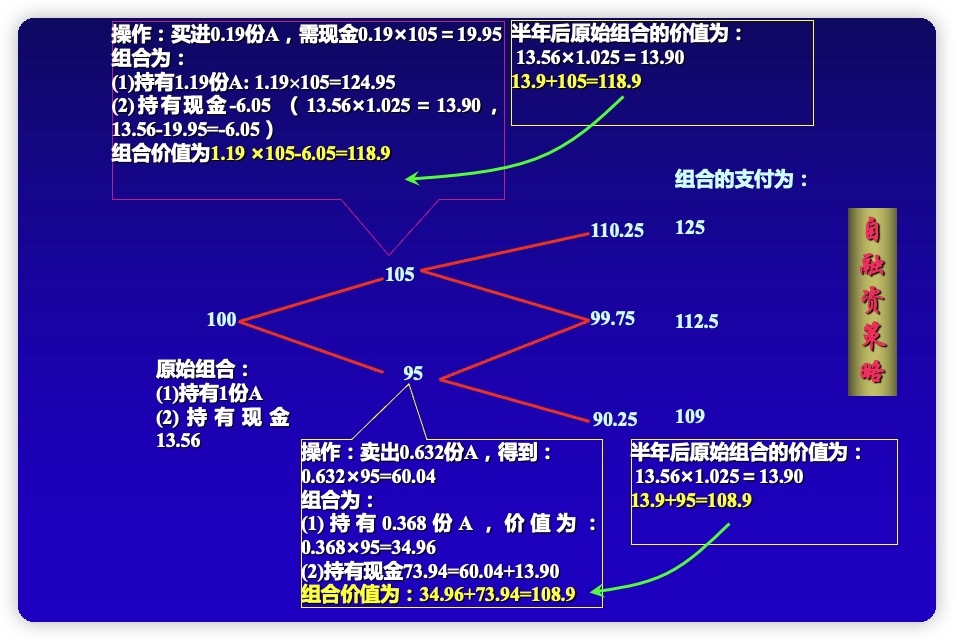 操作：买进0.19份A，需现金0.19×105＝19.95
组合为：
(1)持有1.19份A: 1.19×105=124.95
(2)持有现金-6.05 （ 13.56×1.025＝13.90，
13.56-19.95=-6.05）
组合价值为1.19 ×105-6.05=118.9
半年后原始组合的价值为：
13.56×1.025＝13.90
13.9+105=118.9
组合的支付为：
110.25
125
105
100
99.75
112.5
95
90.25
109
自融资策略
原始组合：
(1)持有1份A
(2)持有现金
13.56
操作：卖出0.632份A，得到：
0.632×95=60.04
组合为：
(1)持有0.368份A，价值为：
0.368×95=34.96
(2)持有现金73.94=60.04+13.90
组合价值为：34.96+73.94=108.9
半年后原始组合的价值为：
13.56×1.025＝13.90
13.9+95=108.9